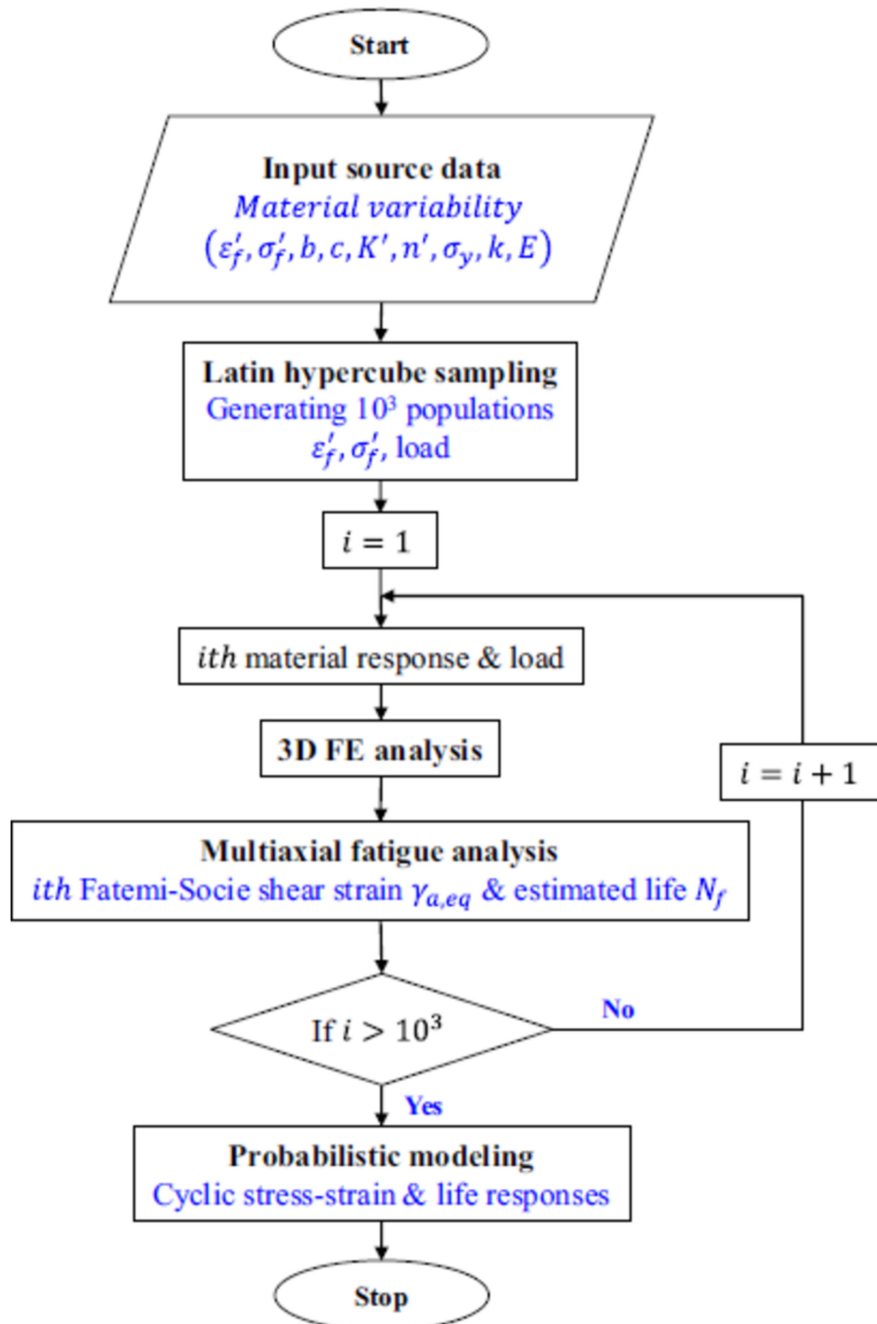 Start
Input source data
Material variability
(ε′f, σ′f, b, c, K′, n′, σy, k, E)
Latin hypercube sampling
Generating 10³ populations
ε′f, σ′f, load
i = 1
ith material response & load
3D FE analysis
i = i + 1
Multiaxial fatigue analysis
ith Fatemi-Socie shear strain γa,eq & estimated life Nf
If i > 10³
No
Yes
Probabilistic modeling
Cyclic stress-strain & life responses
Stop